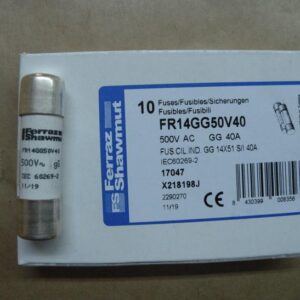 Ferraz
Shawmut
FR14GG50V40
500V~ gG
IEC 60269-2
11/19
FS Ferraz
Shawmut
10 Fuses/Fusibles/Sicherungen
Fusibles/Fusibili
FR14GG50V40
500V AC GG 40A
FUS CIL IND. GG 14X51 S/I 40A
IEC60269-2
17047
X218198J
2290270
11/19